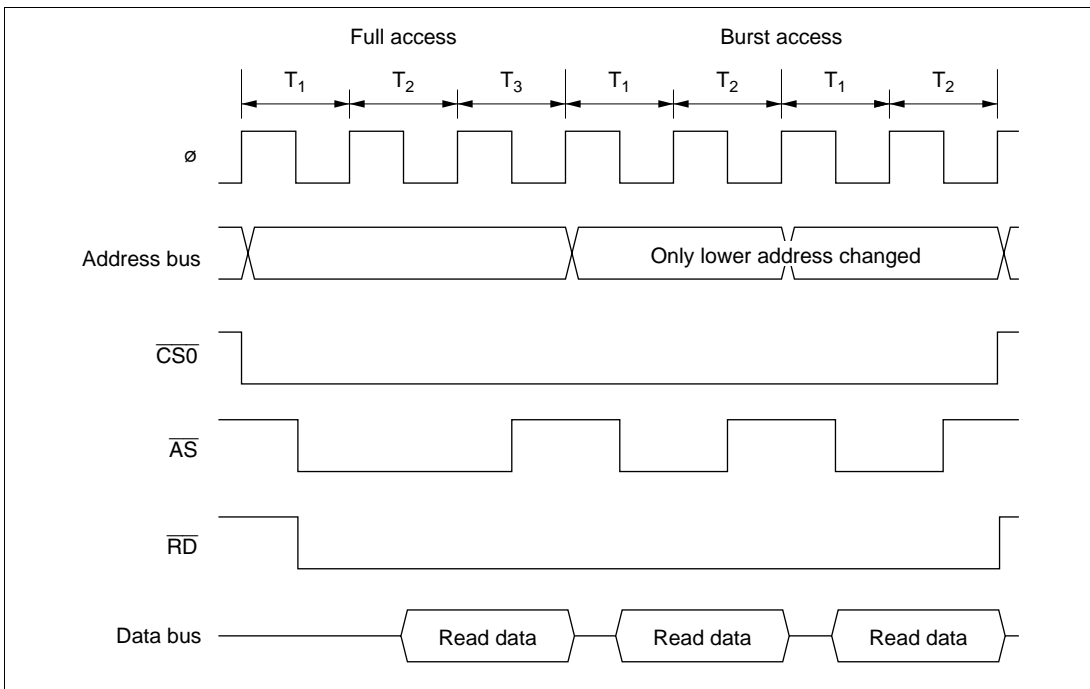 Full access Burst access
T1 T2 T3 T1 T2 T1 T2
ø
Address bus Only lower address changed
CS0
AS
RD
Data bus Read data Read data Read data